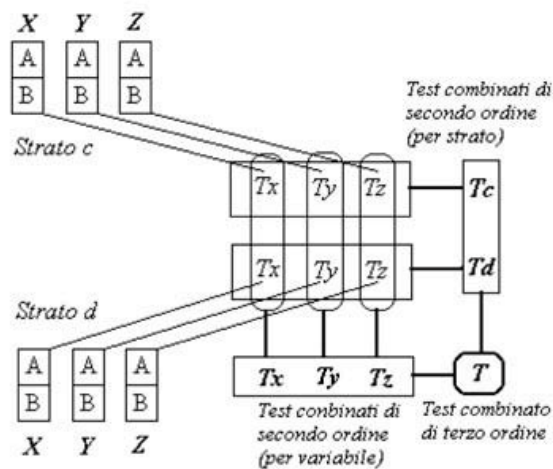 X Y Z
A A A
B B B
Strato c
Test combinati di
secondo ordine
(per strato)
Tx Ty Tz Tc
Tx Ty Tz Td
Strato d
A A A
B B B
X Y Z
Tx Ty Tz T
Test conbinati di
secondo ordine
(per variabile)
Test combinato
di terzo ordine